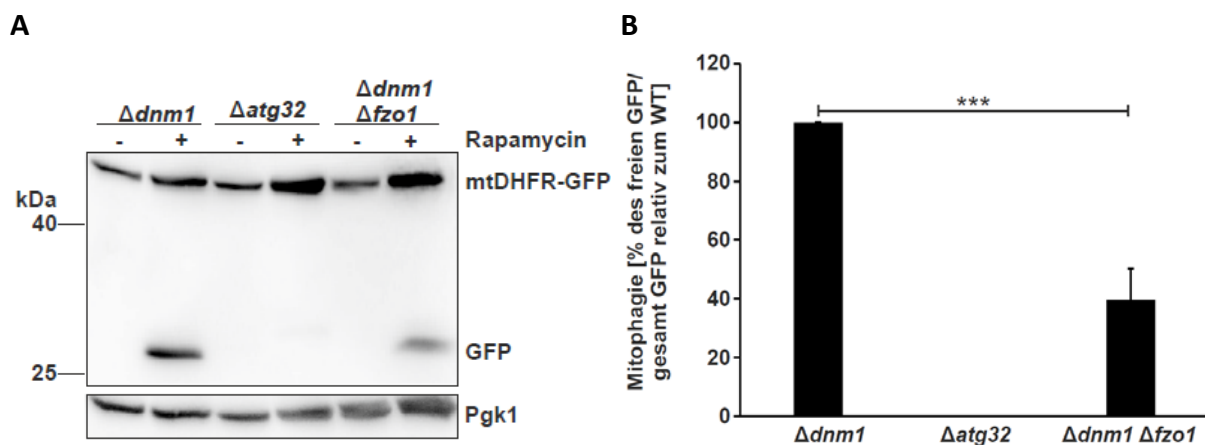 A
Δdnm1 Δatg32 Δdnm1
Δfzo1
- + - + - + Rapamycin
mtDHFR-GFP
kDa
40
GFP
25
Pgk1
B
Mitophagie [% des freien GFP/
gesamt GFP relativ zum WT]
120
100
80
60
40
20
0
***
Δdnm1 Δatg32 Δdnm1 Δfzo1